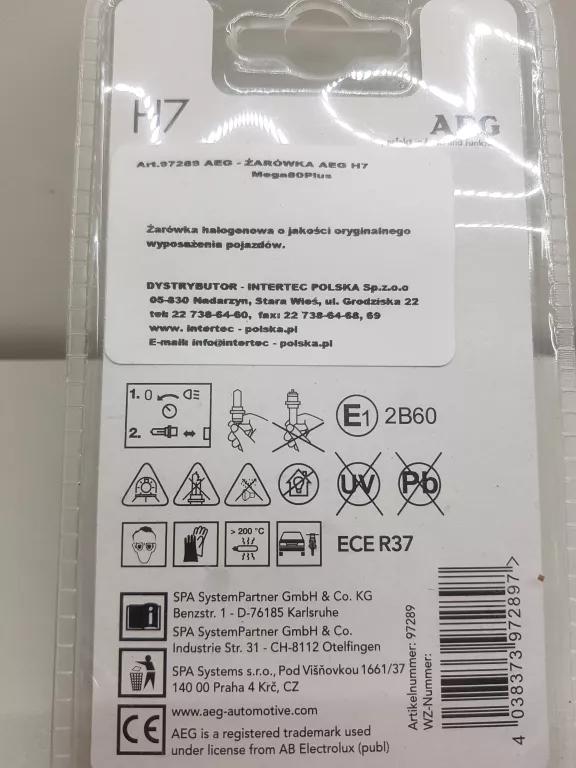 H7
AEG
Art.97289 AEG - ŻARÓWKA AEG H7
Mega80Plus
Żarówka halogenowa o jakości oryginalnego
wyposażenia pojazdów.
DYSTRYBUTOR - INTERTEC POLSKA Sp.z.o.o
05-830 Nadarzyn, Stara Wieś, ul. Grodziska 22
tel: 22 738-64-60, fax: 22 738-64-68, 69
www. intertec - polska.pl
E-mail: info@intertec - polska.pl
1. 0
2.
E1 2B60
UV Pb
> 200 °C
ECE R37
SPA SystemPartner GmbH & Co. KG
Benzstr. 1 - D-76185 Karlsruhe
SPA SystemPartner GmbH & Co.
Industrie Str. 31 - CH-8112 Otelfingen
SPA Systems s.r.o., Pod Višňovkou 1661/37
140 00 Praha 4 Krč, CZ
CE
www.aeg-automotive.com
AEG is a registered trademark used
under license from AB Electrolux (publ)
Artikelnummer: 97289
WZ-Nummer:
4 038373 972897 >